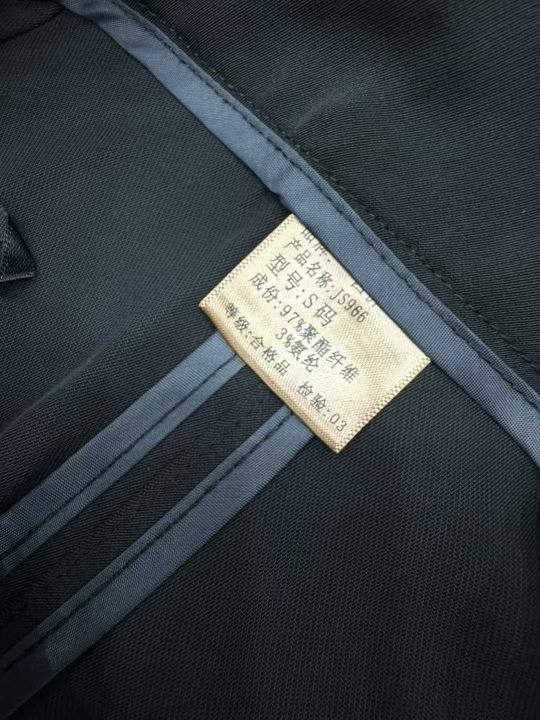 产品名称:JS966
型号:S码
成份:97%聚酯纤维
3%氨纶
等级:合格品 检验:03